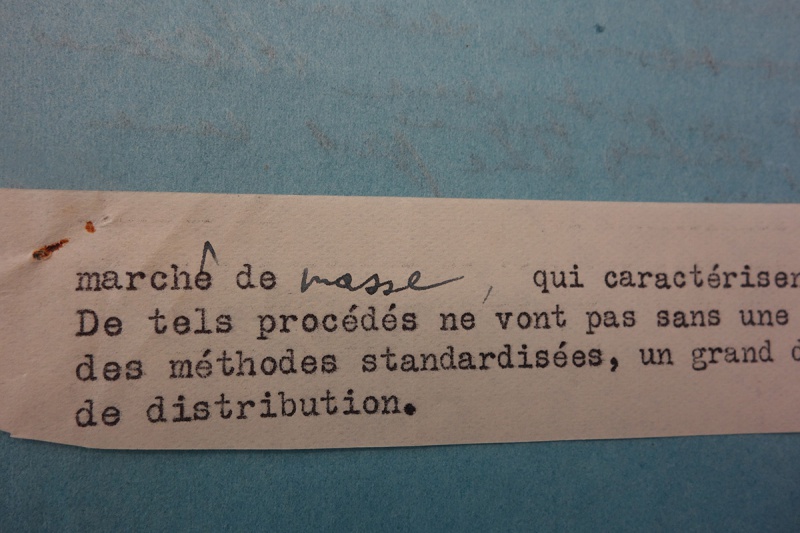 marché de masse, qui caractériser
De tels procédés ne vont pas sans une
des méthodes standardisées, un grand d
de distribution.